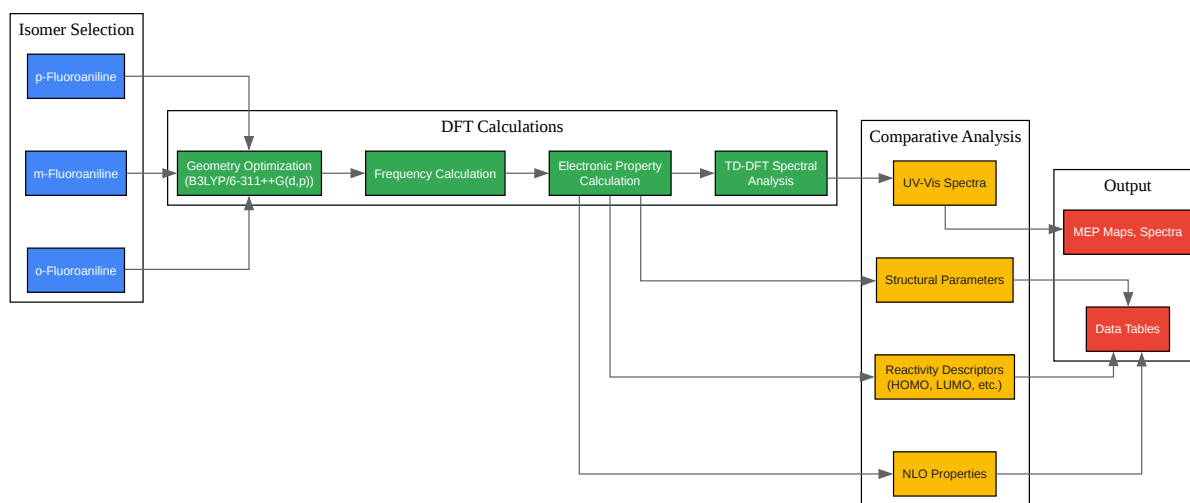 Isomer Selection
p-Fluoroaniline
m-Fluoroaniline
o-Fluoroaniline
DFT Calculations
Geometry Optimization
(B3LYP/6-311++G(d,p))
Frequency Calculation
Electronic Property
Calculation
TD-DFT Spectral
Analysis
Comparative Analysis
UV-Vis Spectra
Structural Parameters
Reactivity Descriptors
(HOMO, LUMO, etc.)
NLO Properties
Output
MEP Maps, Spectra
Data Tables